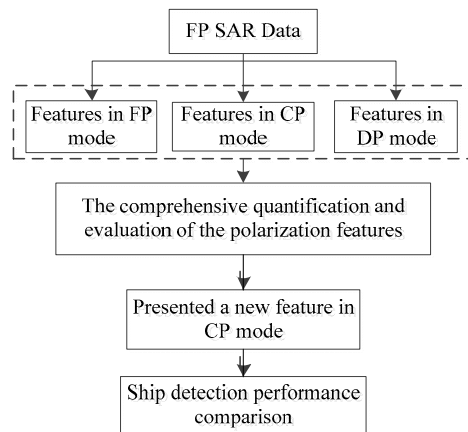 FP SAR Data
Features in FP
mode
Features in CP
mode
Features in
DP mode
The comprehensive quantification and
evaluation of the polarization features
Presented a new feature in
CP mode
Ship detection performance
comparison